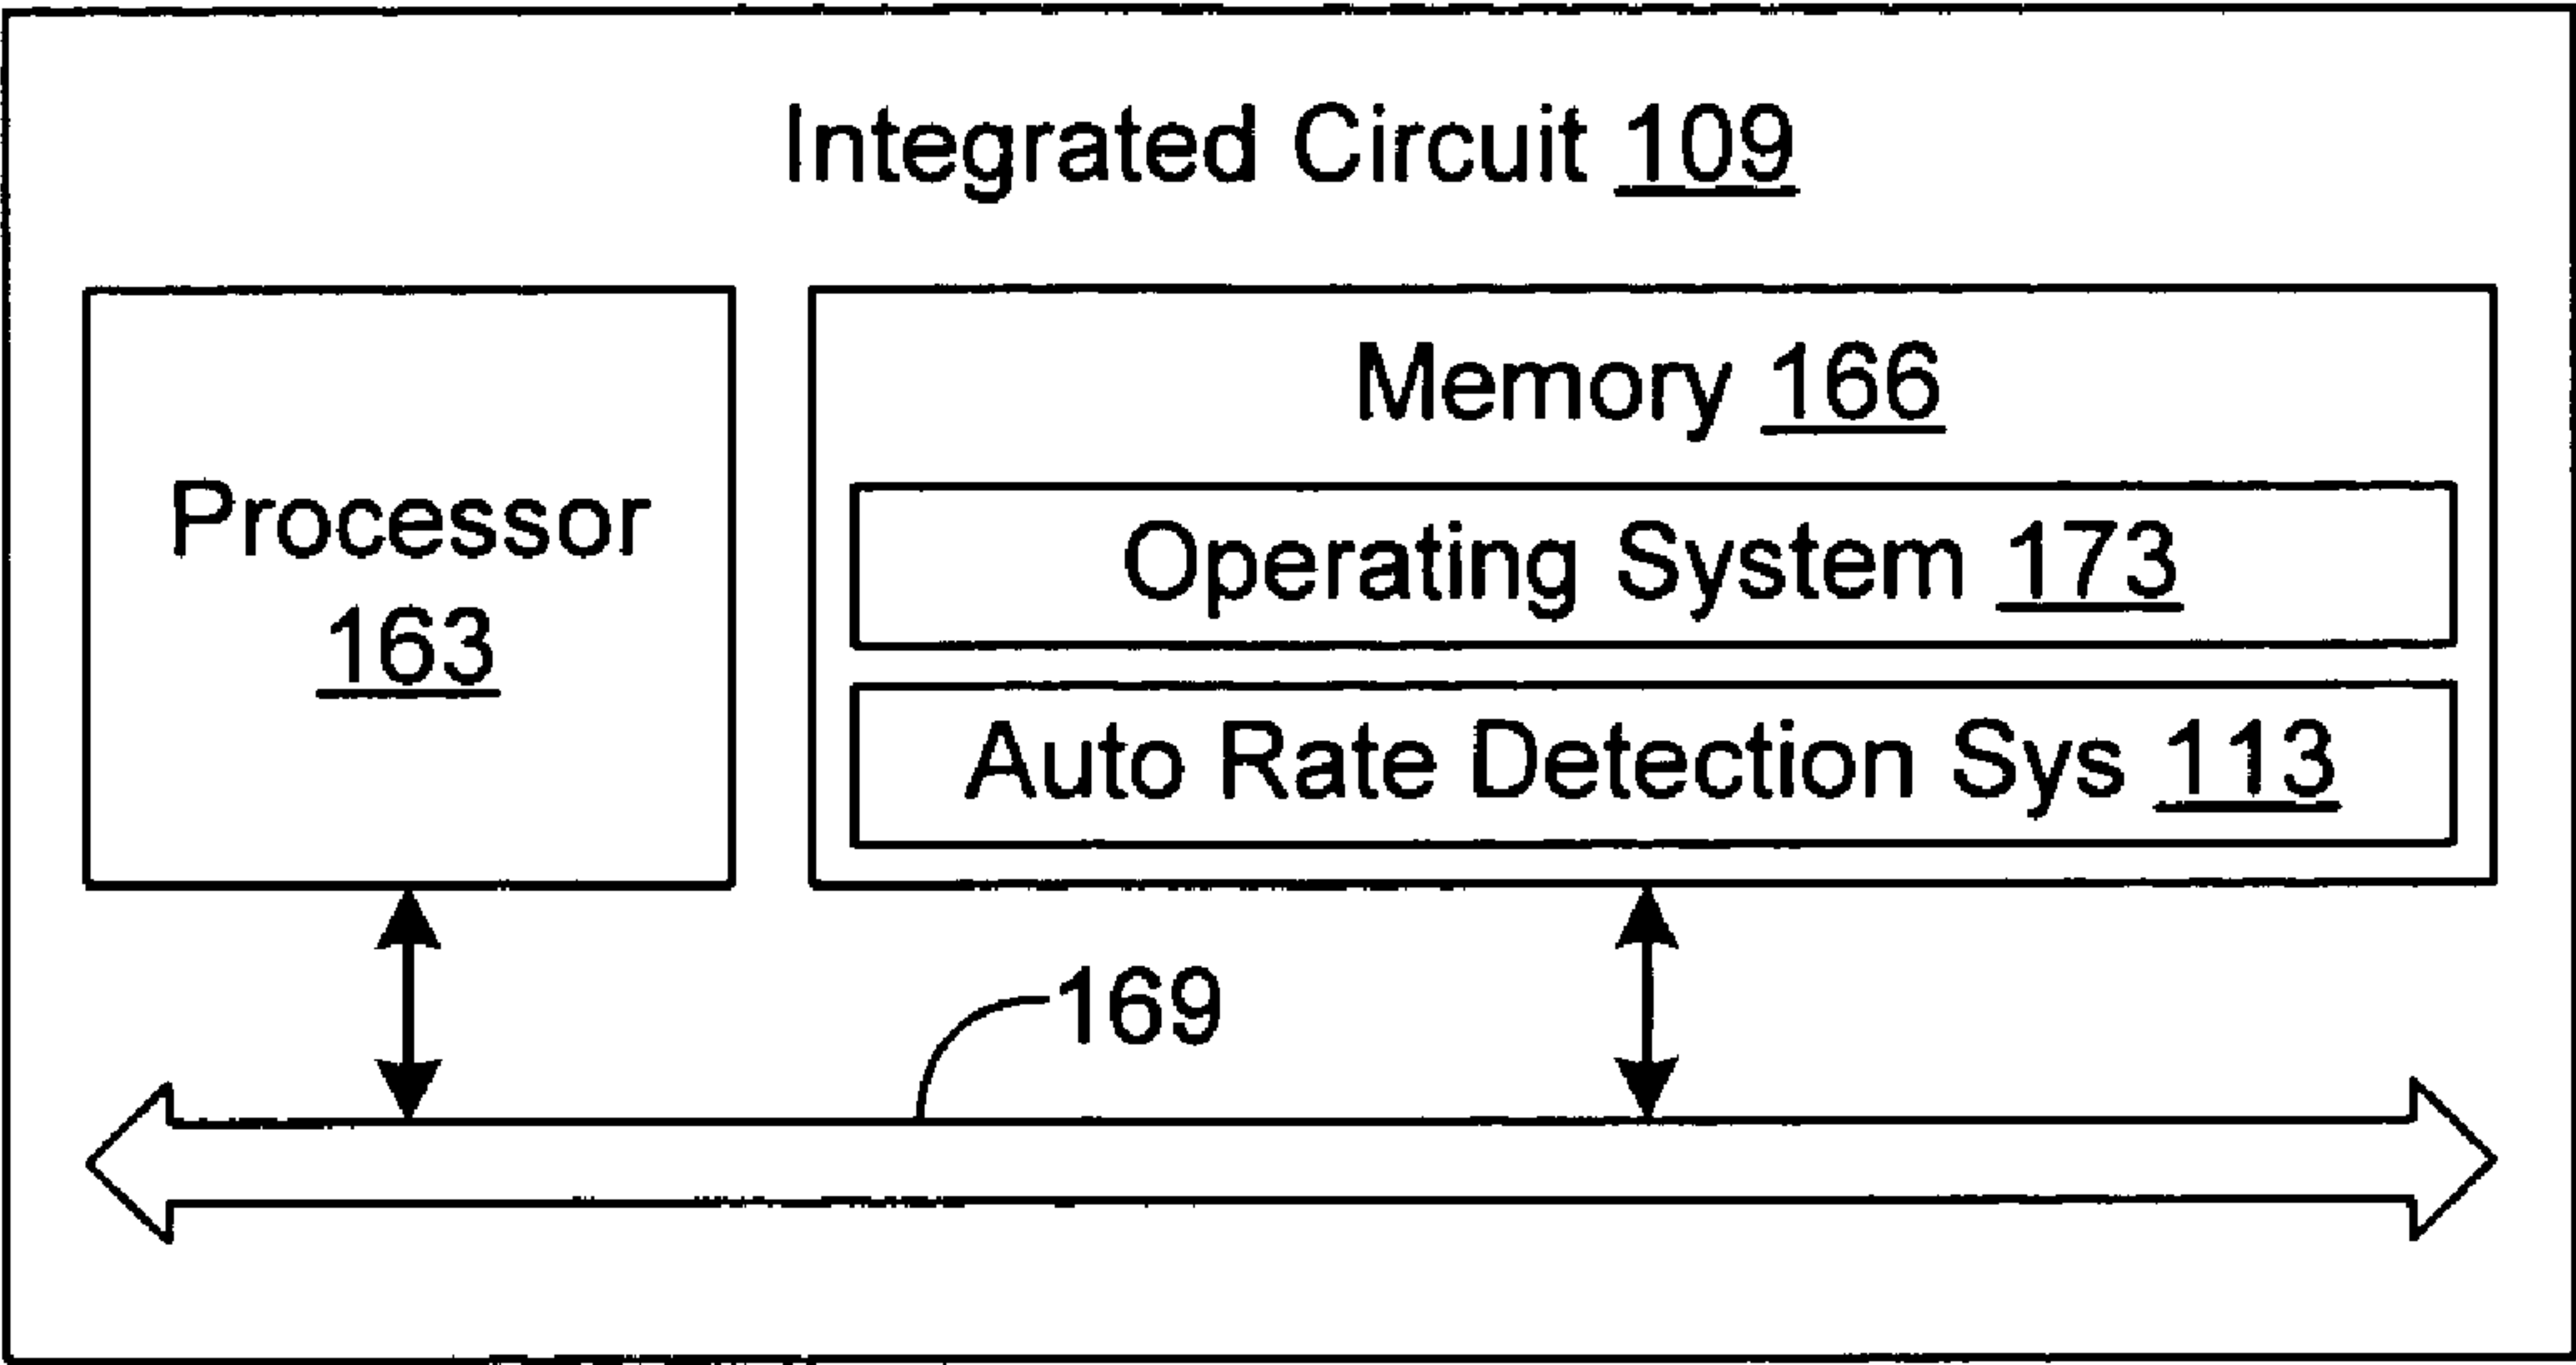 Integrated Circuit 109
Processor
163
Memory 166
Operating System 173
Auto Rate Detection Sys 113
169